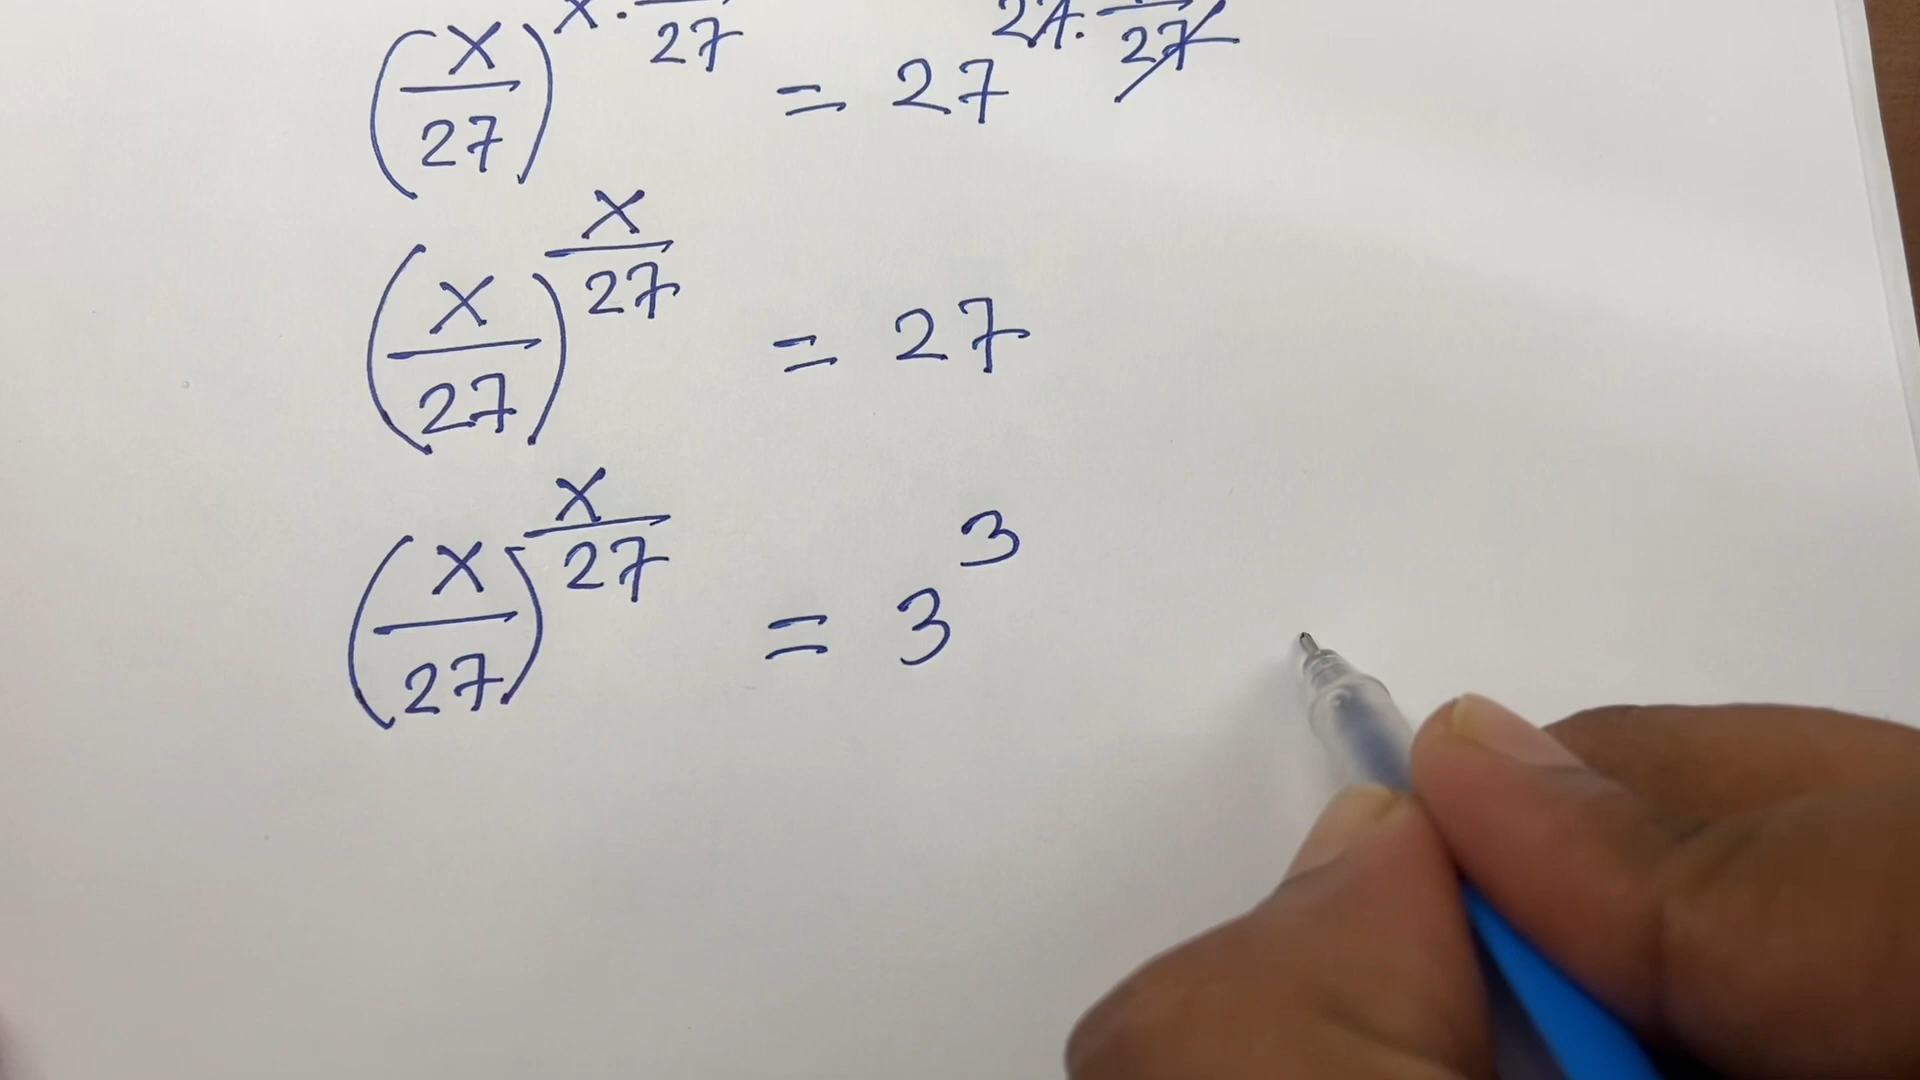 (x/27)^(x · /27) = 27^(27 · /27)
(x/27)^(x/27) = 27
(x/27)^(x/27) = 3^3